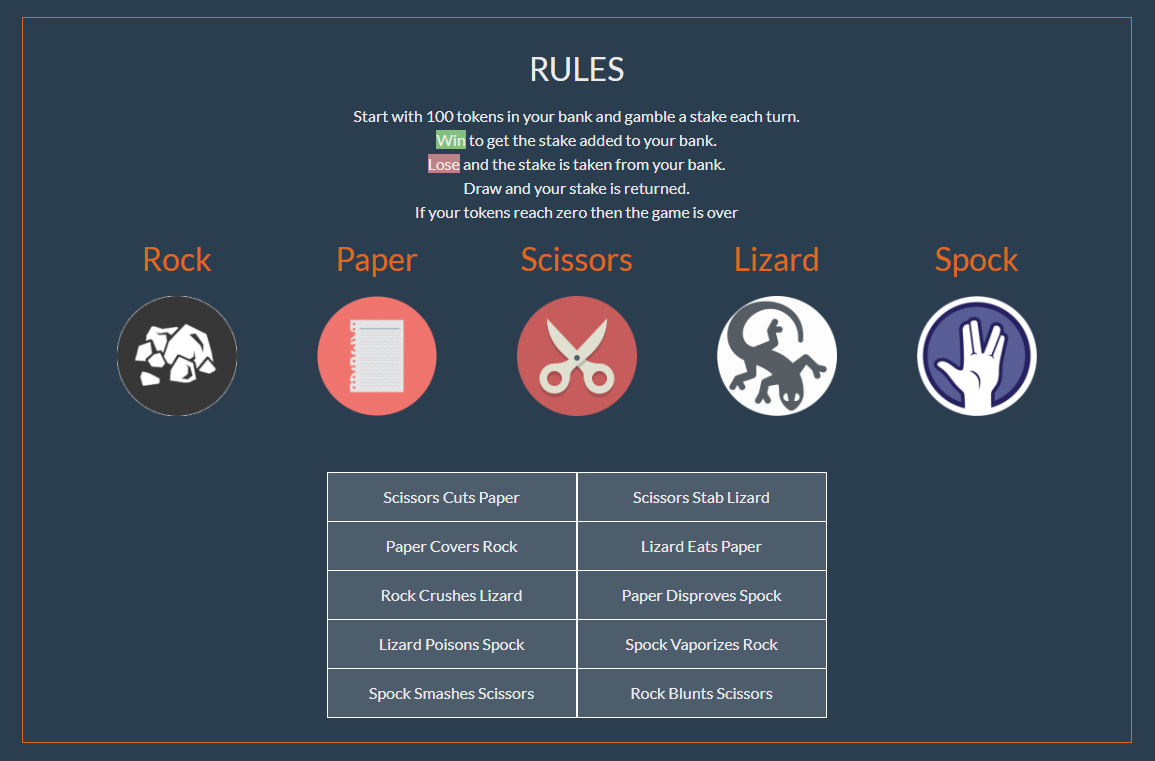 RULES
Start with 100 tokens in your bank and gamble a stake each turn.
Win to get the stake added to your bank.
Lose and the stake is taken from your bank.
Draw and your stake is returned.
If your tokens reach zero then the game is over
Rock Paper Scissors Lizard Spock
Scissors Cuts Paper Scissors Stab Lizard
Paper Covers Rock Lizard Eats Paper
Rock Crushes Lizard Paper Disproves Spock
Lizard Poisons Spock Spock Vaporizes Rock
Spock Smashes Scissors Rock Blunts Scissors